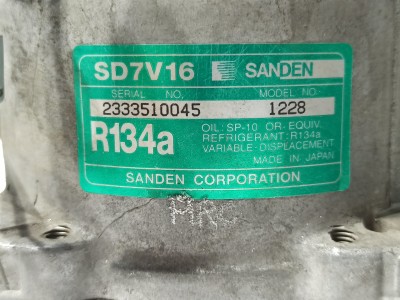 SD7V16 SANDEN
SERIAL NO. MODEL NO.
2333510045 1228
R134a
OIL: SP-10 OR EQUIV.
REFRIGERANT: R134a
VARIABLE-DISPLACEMENT
MADE IN JAPAN
SANDEN CORPORATION